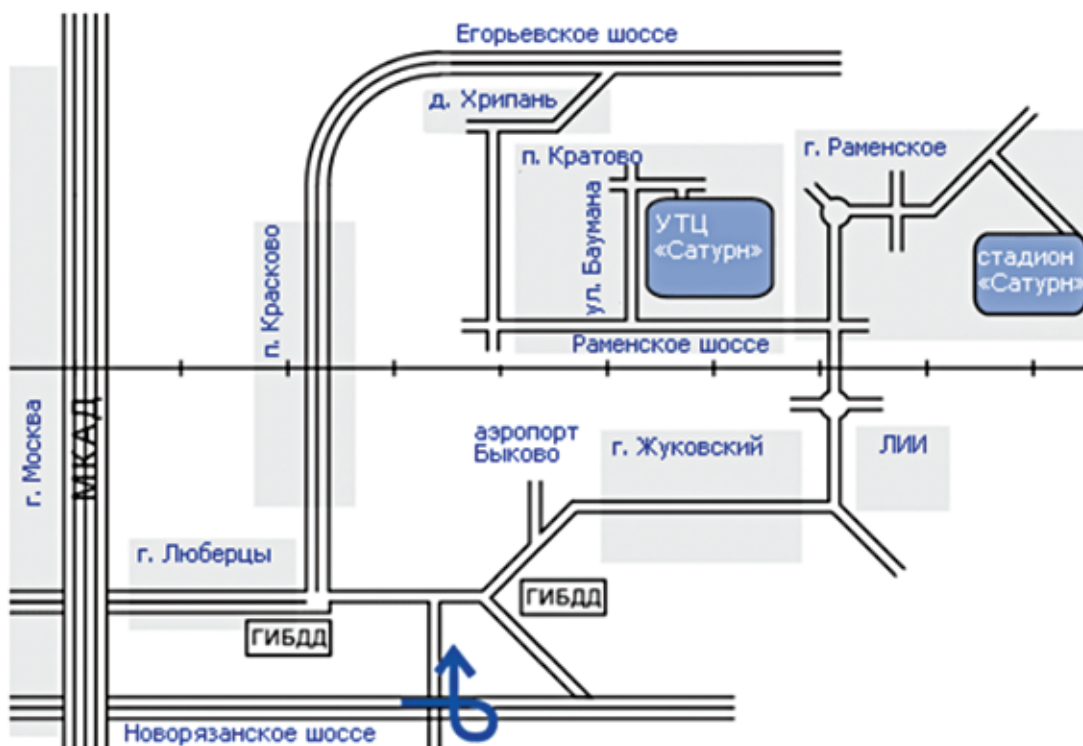 Егорьевское шоссе
д. Хрипань
п. Кратово
г. Раменское
ул. Баумана
УТЦ
«Сатурн»
стадион
«Сатурн»
п. Красково
Раменское шоссе
г. Москва
МКАД
аэропорт
Быково
г. Жуковский
ЛИИ
г. Люберцы
ГИБДД
ГИБДД
Новорязанское шоссе